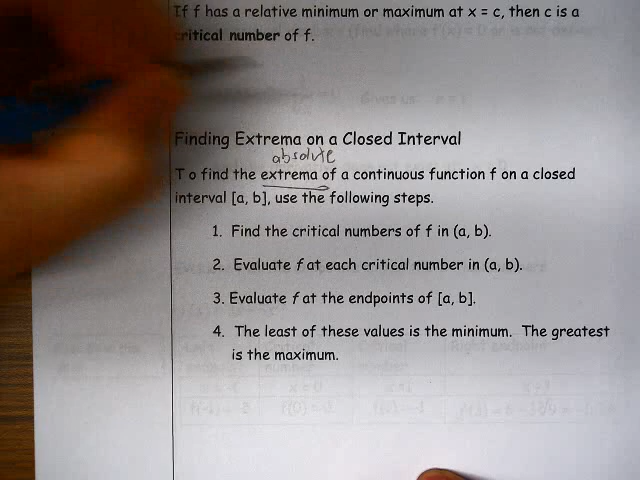 If f has a relative minimum or maximum at x = c, then c is a
critical number of f.
Finding Extrema on a Closed Interval
absolute
To find the extrema of a continuous function f on a closed
interval [a, b], use the following steps.
1. Find the critical numbers of f in (a, b).
2. Evaluate f at each critical number in (a, b).
3. Evaluate f at the endpoints of [a, b].
4. The least of these values is the minimum. The greatest
is the maximum.